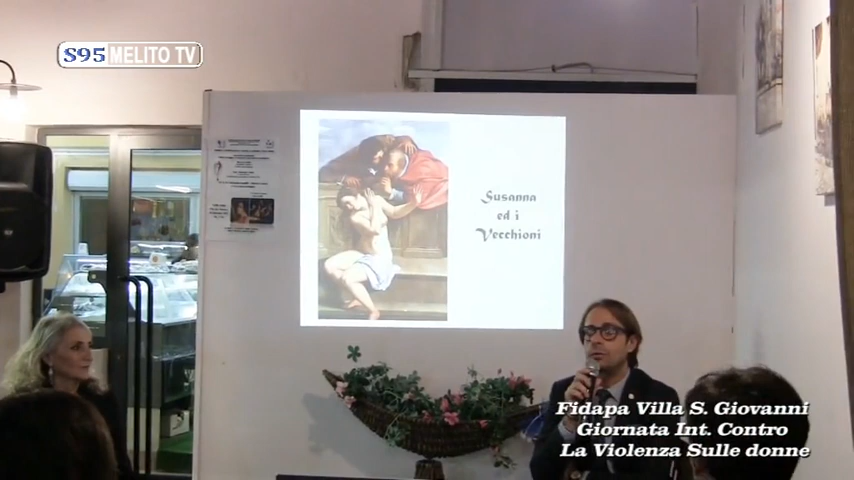 S95 MELITO TV
Susanna
ed i
Vecchioni
Fidapa Villa S. Giovanni
Giornata Int. Contro
La Violenza Sulle donne